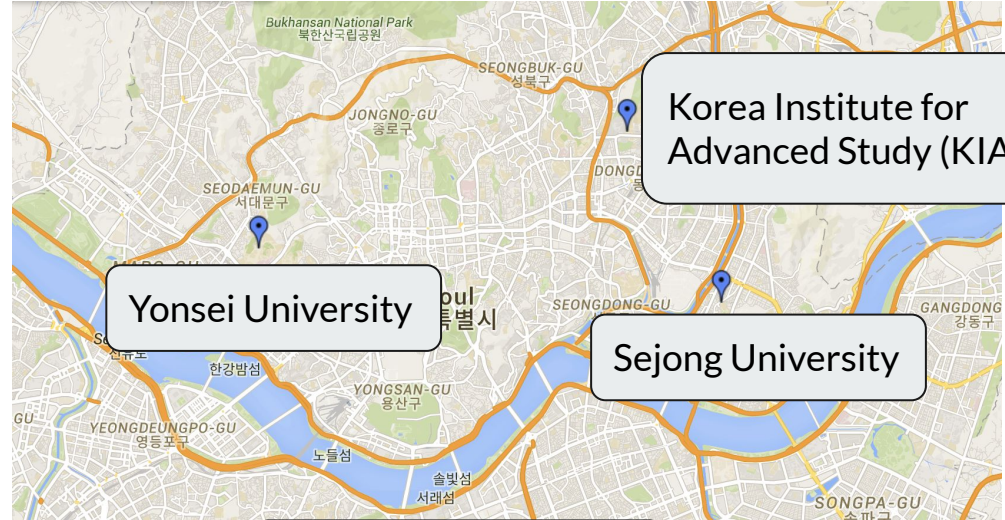 Bukhansan National Park
북한산국립공원
SEONGBUK-GU
성북구
JONGNO-GU
종로구
Korea Institute for
Advanced Study (KIA
SEODAEMUN-GU
서대문구
Yonsei University
특별시
SEONGDONG-GU
GANGDONG
강동구
Sejong University
한강밤섬
YONGSAN-GU
용산구
GU
YEONGDEUNGPO-GU
영등포구
노들섬
솔빛섬
서래섬
SONGPA-GU